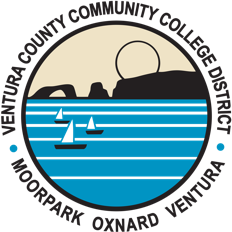 VENTURA COUNTY COMMUNITY COLLEGE DISTRICT
• MOORPARK OXNARD VENTURA •